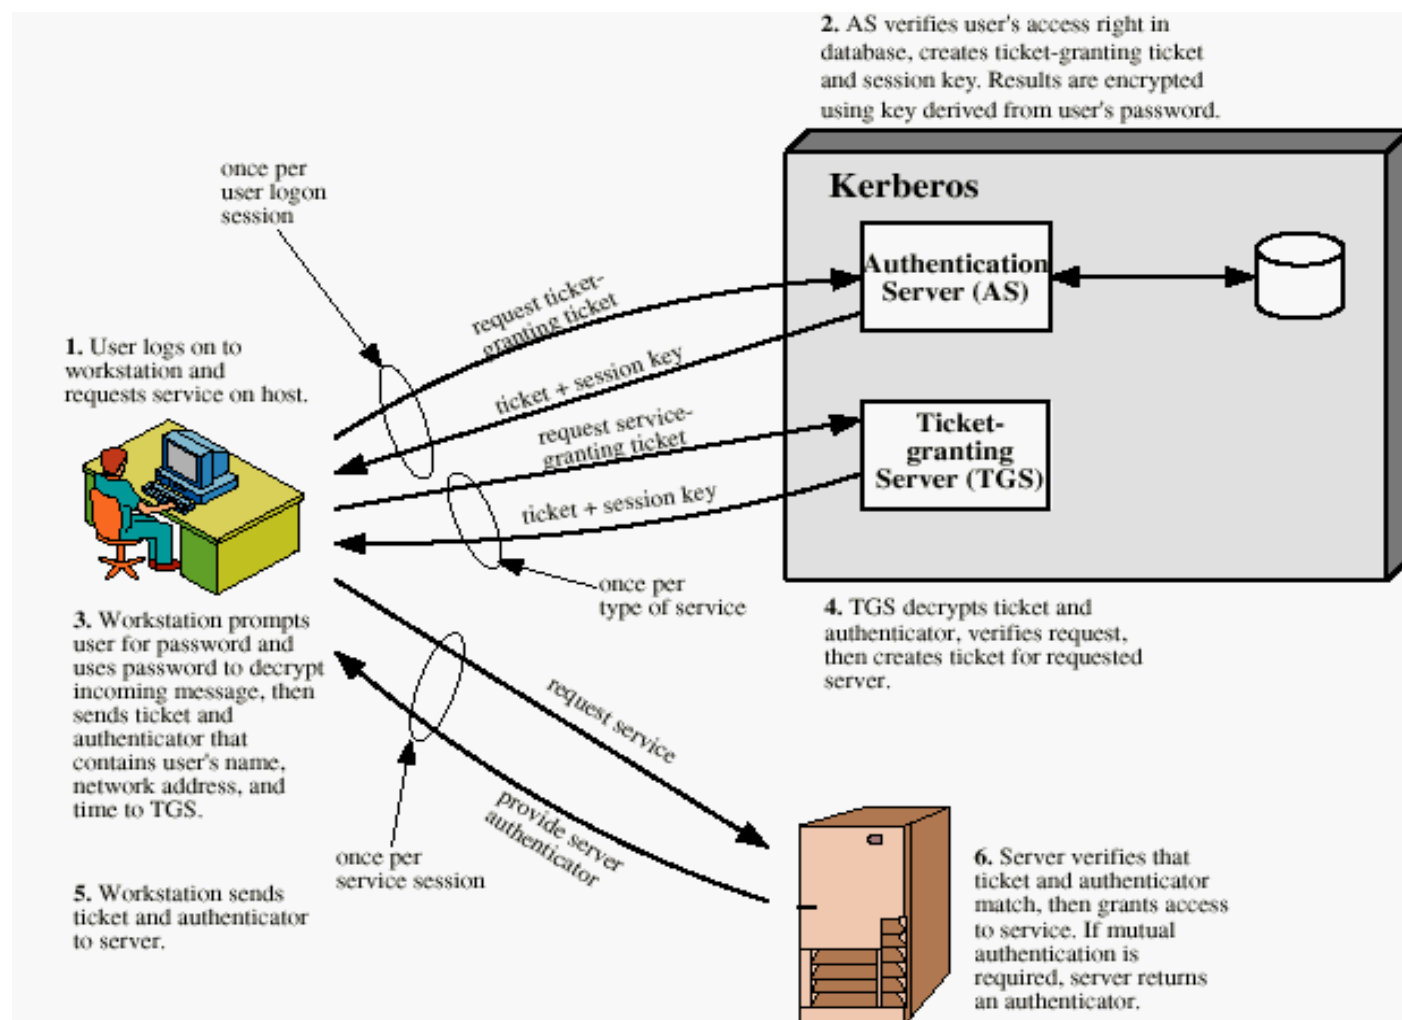 2. AS verifies user's access right in
database, creates ticket-granting ticket
and session key. Results are encrypted
using key derived from user's password.
once per
user logon
session
Kerberos
Authentication
Server (AS)
request ticket-
granting ticket
1. User logs on to
workstation and
requests service on host.
ticket + session key
request service-
granting ticket
Ticket-
granting
Server (TGS)
ticket + session key
once per
type of service
3. Workstation prompts
user for password and
uses password to decrypt
incoming message, then
sends ticket and
authenticator that
contains user's name,
network address, and
time to TGS.
4. TGS decrypts ticket and
authenticator, verifies request,
then creates ticket for requested
server.
request service
provide server
authenticator
once per
service session
5. Workstation sends
ticket and authenticator
to server.
6. Server verifies that
ticket and authenticator
match, then grants access
to service. If mutual
authentication is
required, server returns
an authenticator.